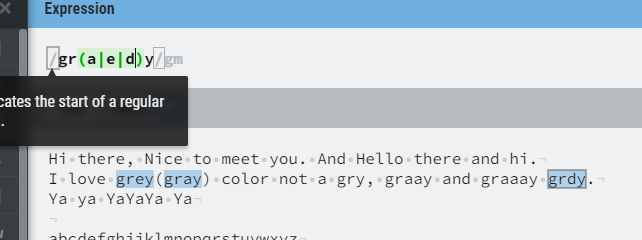 Expression
/gr(a|e|d)y/gm
cates the start of a regular
.
Hi there, Nice to meet you. And Hello there and hi.
I love grey(gray) color not a gry, graay and graaay grdy.
Ya ya YaYaYa Ya
abcdefghijklmnopqrstuvwxyz